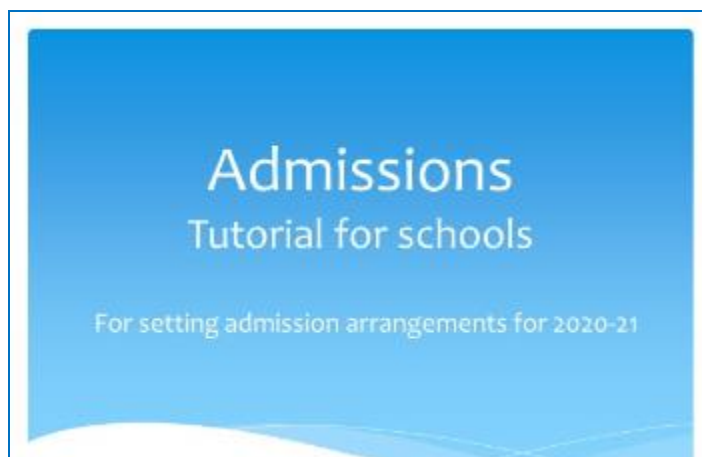 Admissions
Tutorial for schools
For setting admission arrangements for 2020-21